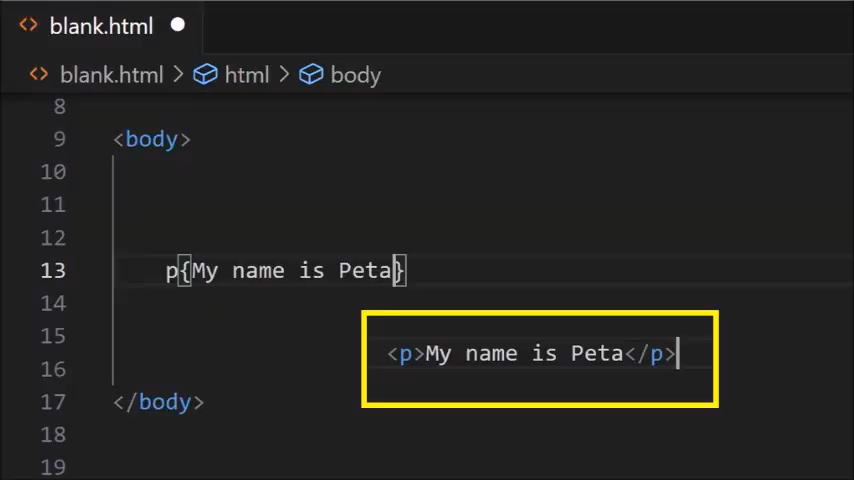 blank.html
blank.html > html > body
8
9 <body>
10
11
12
13 p{My name is Peta}
14
15
<p>My name is Peta</p>
16
17 </body>
18
19